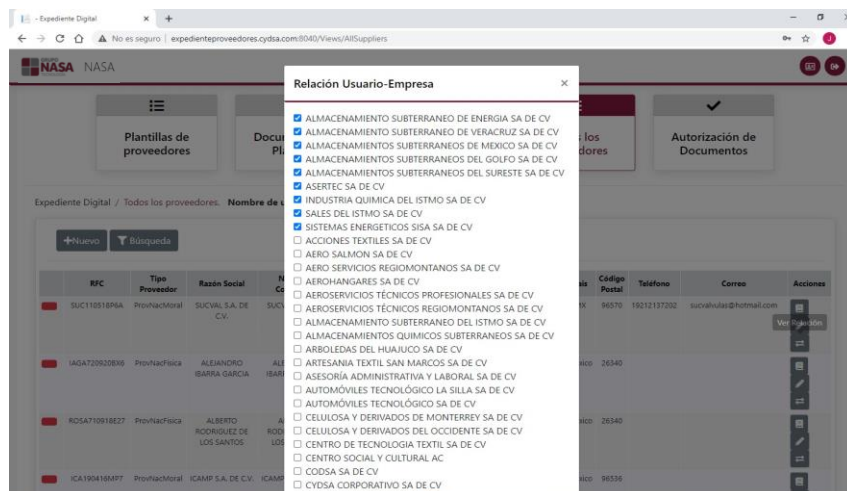 - Expediente Digital
No es seguro | expedienteproveedores.cydsa.com:8040/Views/AllSuppliers
GRUPO
NASA NASA
Relación Usuario-Empresa ×
Plantillas de
proveedores
Autorización de
Documentos
Expediente Digital / Todos los proveedores. Nombre de
+Nuevo Búsqueda
RFC Tipo Proveedor Razón Social Código Postal Teléfono Correo Acciones
SUC110518P6A ProvNacMoral SUCVAL S.A. DE C.V. 96570 19212137202 sucvalvulas@hotmail.com
Ver Relación
IAGA720920BX6 ProvNacFisica ALEJANDRO IBARRA GARCIA 26340
ROSA710918E27 ProvNacFisica ALBERTO RODRIGUEZ DE LOS SANTOS 26340
ICA190416MP7 ProvNacMoral ICAMP S.A. DE C.V. ICAMP 96536
ALMACENAMIENTO SUBTERRANEO DE ENERGIA SA DE CV
ALMACENAMIENTO SUBTERRANEO DE VERACRUZ SA DE CV
ALMACENAMIENTOS SUBTERRANEOS DE MEXICO SA DE CV
ALMACENAMIENTOS SUBTERRANEOS DEL GOLFO SA DE CV
ALMACENAMIENTOS SUBTERRANEOS DEL SURESTE SA DE CV
ASERTEC SA DE CV
INDUSTRIA QUIMICA DEL ISTMO SA DE CV
SALES DEL ISTMO SA DE CV
SISTEMAS ENERGETICOS SISA SA DE CV
ACCIONES TEXTILES SA DE CV
AERO SALMON SA DE CV
AERO SERVICIOS REGIOMONTANOS SA DE CV
AEROHANGARES SA DE CV
AEROSERVICIOS TÉCNICOS PROFESIONALES SA DE CV
AEROSERVICIOS TÉCNICOS REGIOMONTANOS SA DE CV
ALMACENAMIENTO SUBTERRANEO DEL ISTMO SA DE CV
ALMACENAMIENTOS QUIMICOS SUBTERRANEOS SA DE CV
ARBOLEDAS DEL HUAJUCO SA DE CV
ARTESANIA TEXTIL SAN MARCOS SA DE CV
ASESORÍA ADMINISTRATIVA Y LABORAL SA DE CV
AUTOMÓVILES TECNOLÓGICO LA SILLA SA DE CV
AUTOMÓVILES TECNOLÓGICO SA DE CV
CELULOSA Y DERIVADOS DE MONTERREY SA DE CV
CELULOSA Y DERIVADOS DEL OCCIDENTE SA DE CV
CENTRO DE TECNOLOGIA TEXTIL SA DE CV
CENTRO SOCIAL Y CULTURAL AC
CODSA SA DE CV
CYDSA CORPORATIVO SA DE CV